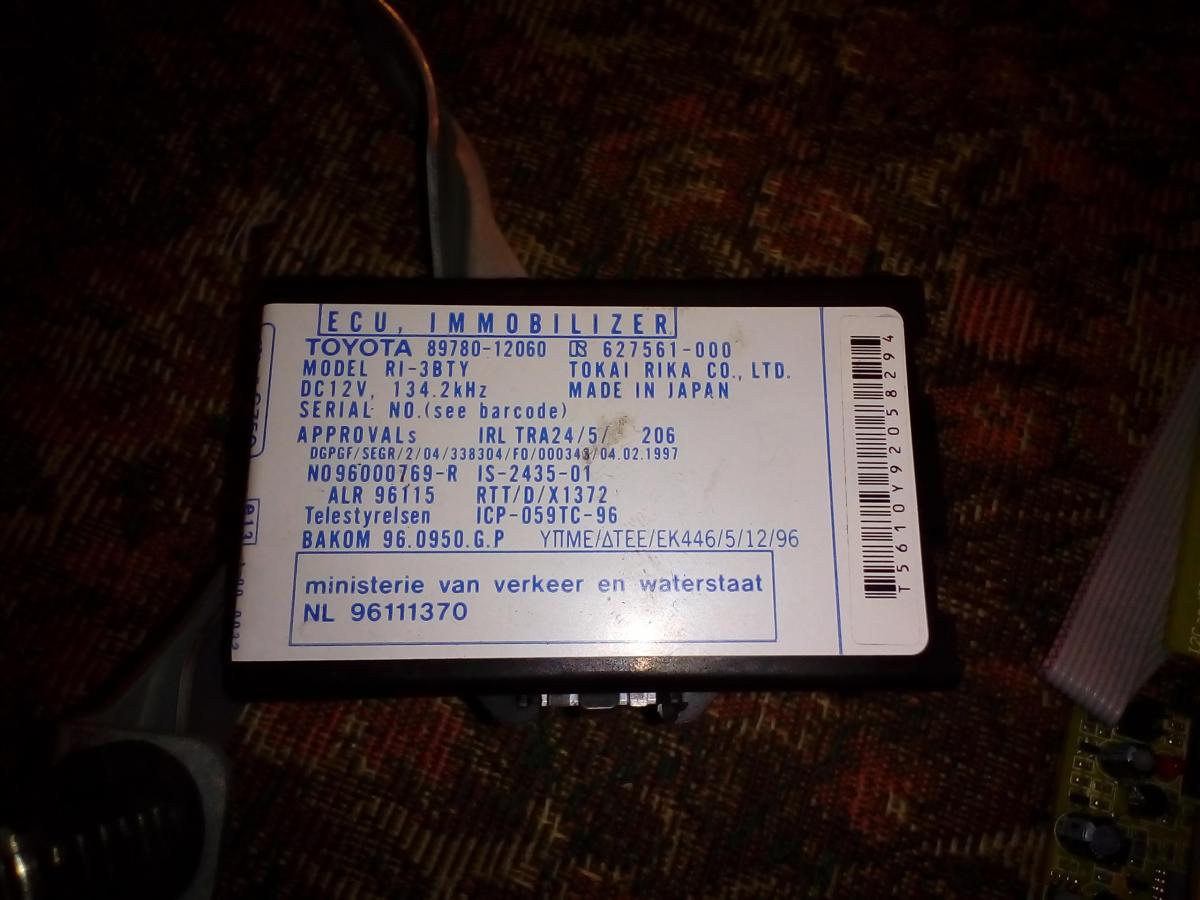 ECU, IMMOBILIZER
TOYOTA 89780-12060 R 627561-000
MODEL RI-3BTY TOKAI RIKA CO., LTD.
DC12V, 134.2kHz MADE IN JAPAN
SERIAL NO.(see barcode)
APPROVALs IRL TRA24/5/ 206
DGPGF/SEGR/2/04/338304/FO/000343/04.02.1997
NO96000769-R IS-2435-01
ALR 96115 RTT/D/X1372
Telestyrelsen ICP-059TC-96
BAKOM 96.0950.G.P ΥΠΜΕ/ΔΤΕΕ/ΕΚ446/5/12/96
ministerie van verkeer en waterstaat
NL 96111370
T5610Y92058294